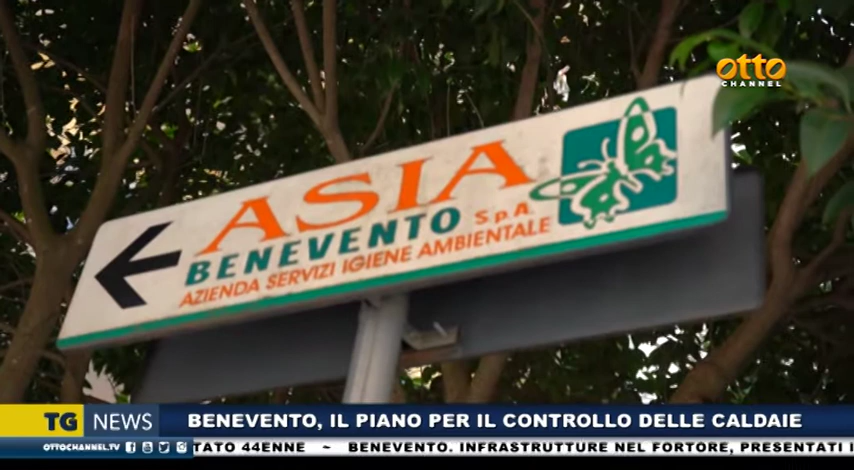 otto
CHANNEL
ASIA
BENEVENTO S.p.A.
AZIENDA SERVIZI IGIENE AMBIENTALE
TG NEWS
BENEVENTO, IL PIANO PER IL CONTROLLO DELLE CALDAIE
OTTOCHANNEL.TV
TATO 44ENNE ~ BENEVENTO. INFRASTRUTTURE NEL FORTORE, PRESENTATI I